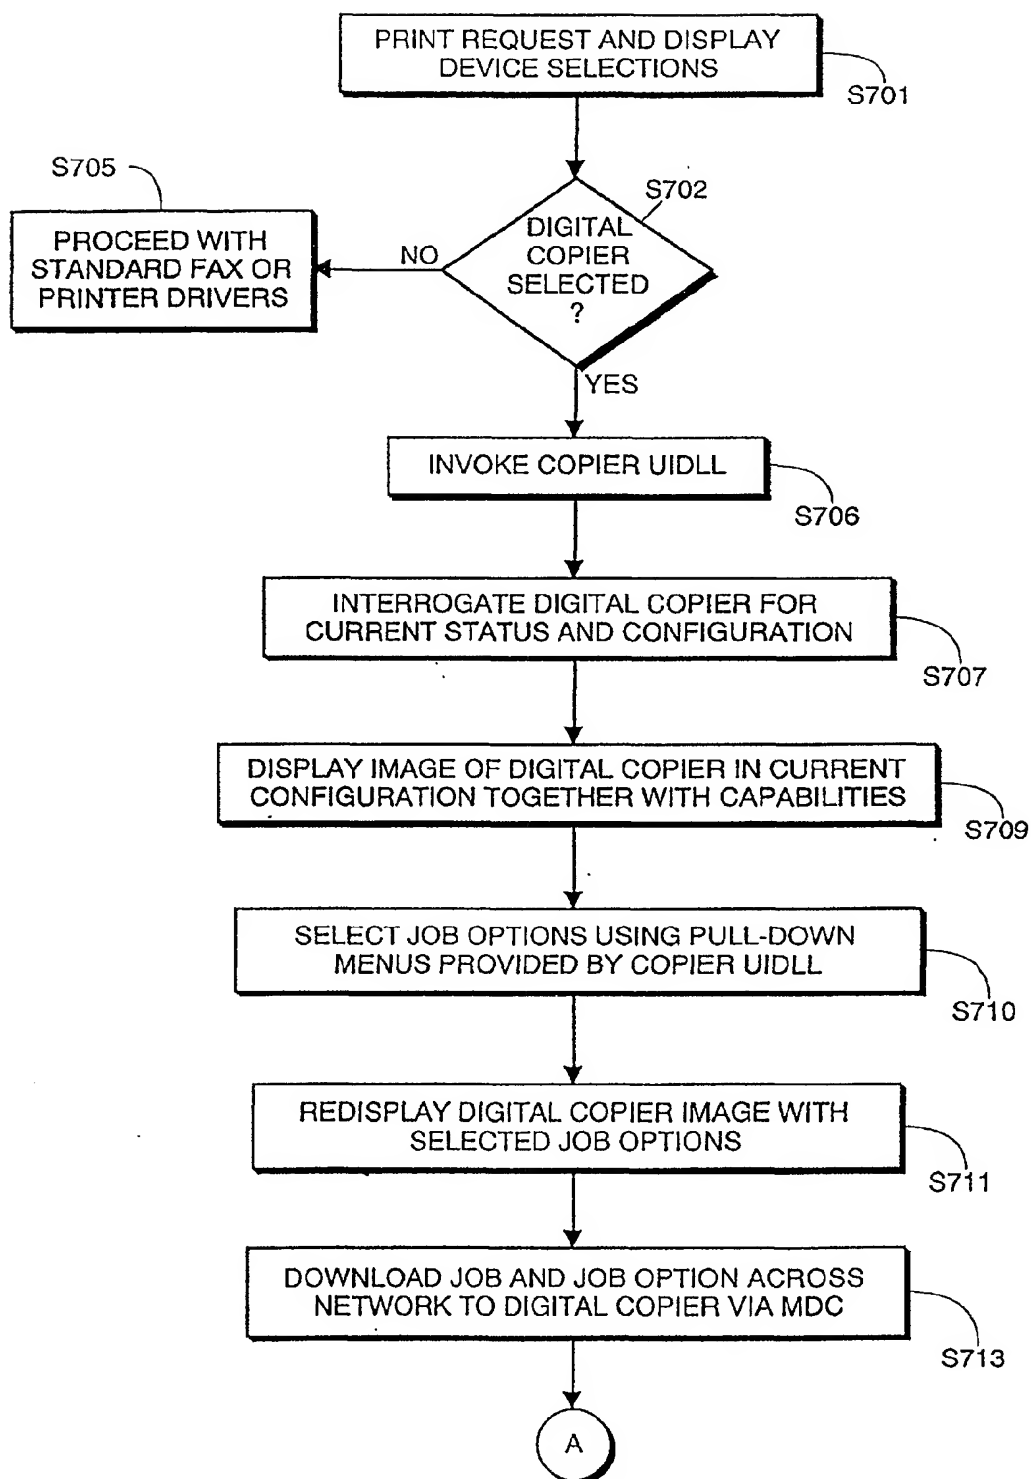 PRINT REQUEST AND DISPLAY
DEVICE SELECTIONS
S701
S705
S702
PROCEED WITH
STANDARD FAX OR
PRINTER DRIVERS
NO
DIGITAL
COPIER
SELECTED
?
YES
INVOKE COPIER UIDLL
S706
INTERROGATE DIGITAL COPIER FOR
CURRENT STATUS AND CONFIGURATION
S707
DISPLAY IMAGE OF DIGITAL COPIER IN CURRENT
CONFIGURATION TOGETHER WITH CAPABILITIES
S709
SELECT JOB OPTIONS USING PULL-DOWN
MENUS PROVIDED BY COPIER UIDLL
S710
REDISPLAY DIGITAL COPIER IMAGE WITH
SELECTED JOB OPTIONS
S711
DOWNLOAD JOB AND JOB OPTION ACROSS
NETWORK TO DIGITAL COPIER VIA MDC
S713
A